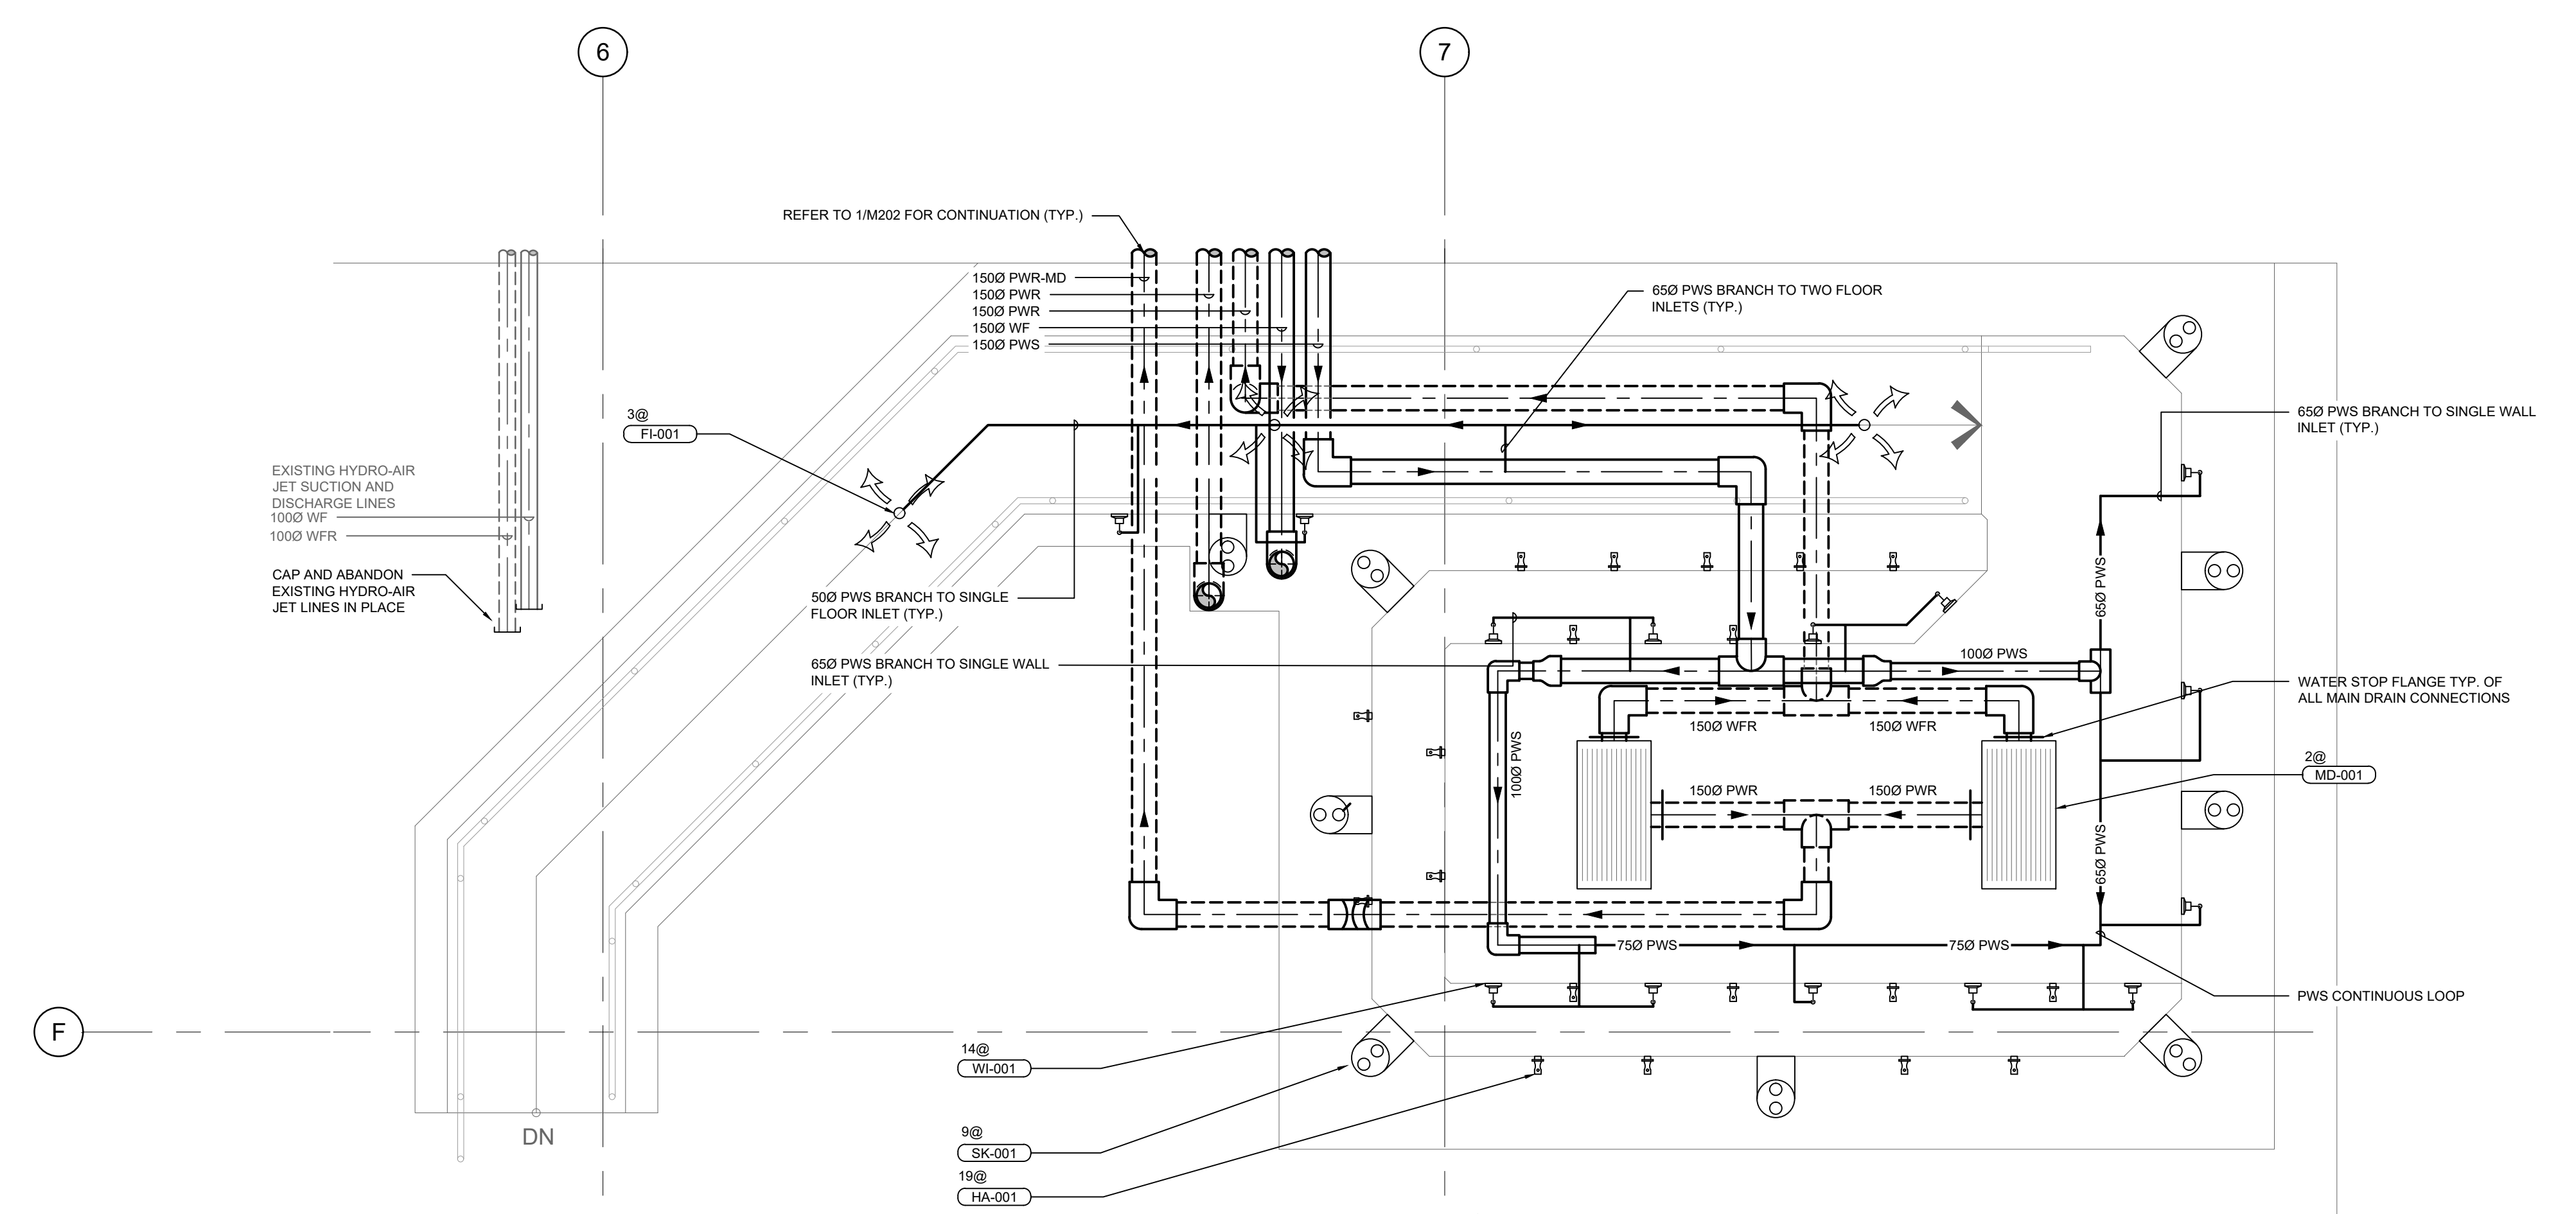 6
7
REFER TO 1/M202 FOR CONTINUATION (TYP.)
150Ø PWR-MD
150Ø PWR
150Ø PWR
150Ø WF
150Ø PWS
65Ø PWS BRANCH TO TWO FLOOR
INLETS (TYP.)
3@
FI-001
65Ø PWS BRANCH TO SINGLE WALL
INLET (TYP.)
EXISTING HYDRO-AIR
JET SUCTION AND
DISCHARGE LINES
100Ø WF
100Ø WFR
CAP AND ABANDON
EXISTING HYDRO-AIR
JET LINES IN PLACE
50Ø PWS BRANCH TO SINGLE
FLOOR INLET (TYP.)
65Ø PWS BRANCH TO SINGLE WALL
INLET (TYP.)
65Ø PWS
100Ø PWS
WATER STOP FLANGE TYP. OF
ALL MAIN DRAIN CONNECTIONS
150Ø WFR
150Ø WFR
100Ø PWS
2@
MD-001
150Ø PWR
150Ø PWR
65Ø PWS
75Ø PWS
75Ø PWS
PWS CONTINUOUS LOOP
F
14@
WI-001
DN
9@
SK-001
19@
HA-001